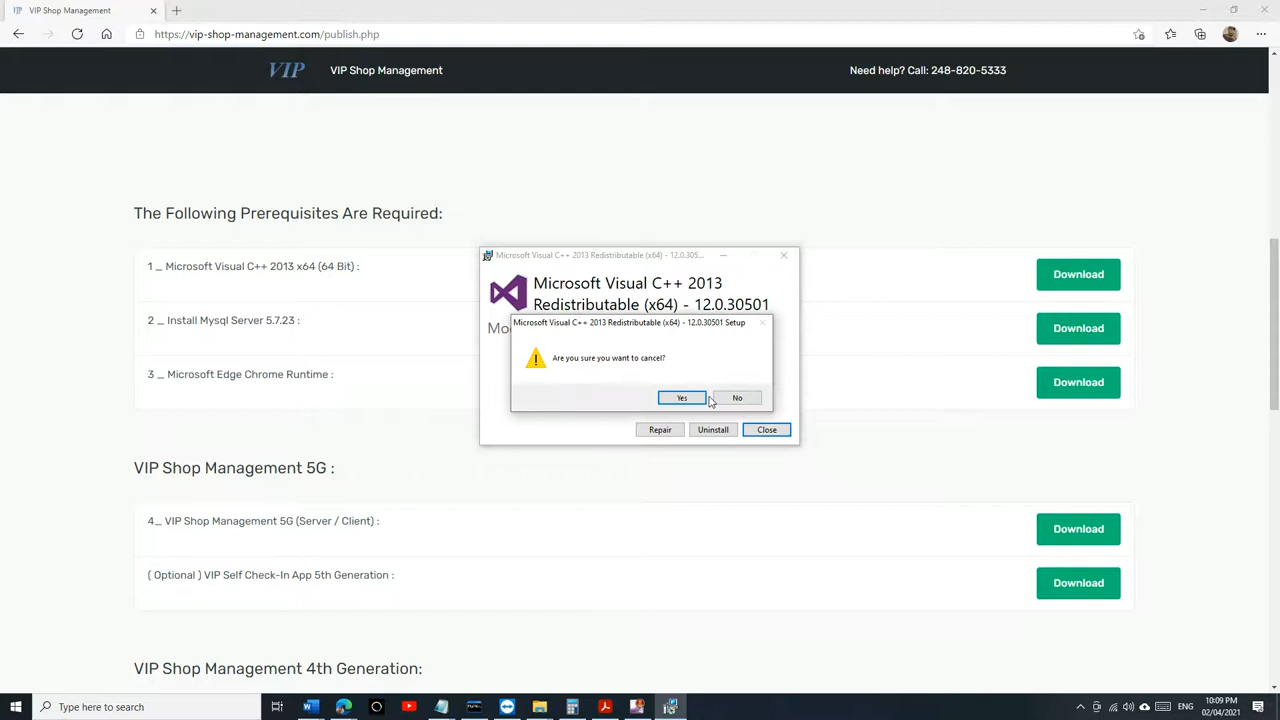 VIP Shop Management
https://vip-shop-management.com/publish.php
VIP
VIP Shop Management
Need help? Call: 248-820-5333
The Following Prerequisites Are Required:
1 _ Microsoft Visual C++ 2013 x64 (64 Bit) :
Download
2 _ Install Mysql Server 5.7.23 :
Download
3 _ Microsoft Edge Chrome Runtime :
Download
Microsoft Visual C++ 2013 Redistributable (x64) - 12.0.305...
Microsoft Visual C++ 2013
Redistributable (x64) - 12.0.30501
Microsoft Visual C++ 2013 Redistributable (x64) - 12.0.30501 Setup
Are you sure you want to cancel?
Yes
No
Repair
Uninstall
Close
VIP Shop Management 5G :
4_ VIP Shop Management 5G (Server / Client) :
Download
( Optional ) VIP Self Check-In App 5th Generation :
Download
VIP Shop Management 4th Generation:
Type here to search
ENG
10:09 PM
02/04/2021